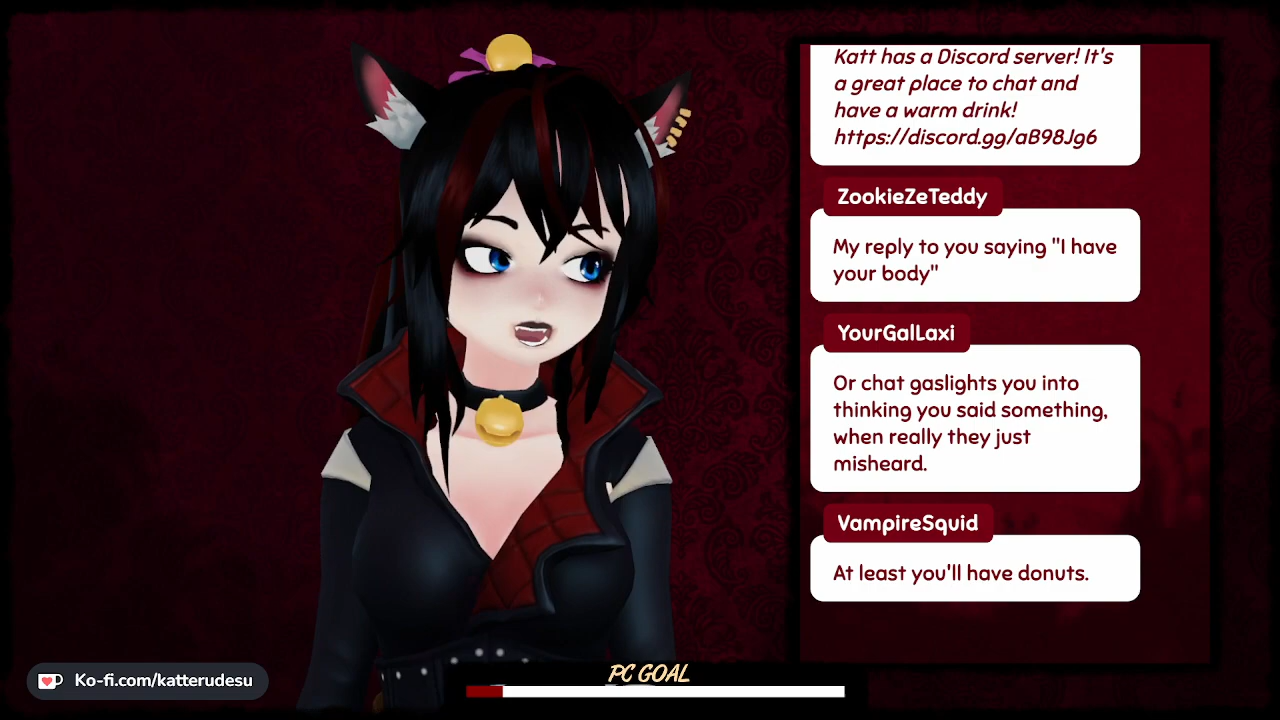 Katt has a Discord server! It's
a great place to chat and
have a warm drink!
https://discord.gg/aB98Jg6
ZookieZeTeddy
My reply to you saying "I have
your body"
YourGalLaxi
Or chat gaslights you into
thinking you said something,
when really they just
misheard.
VampireSquid
At least you'll have donuts.
PC GOAL
Ko-fi.com/katterudesu